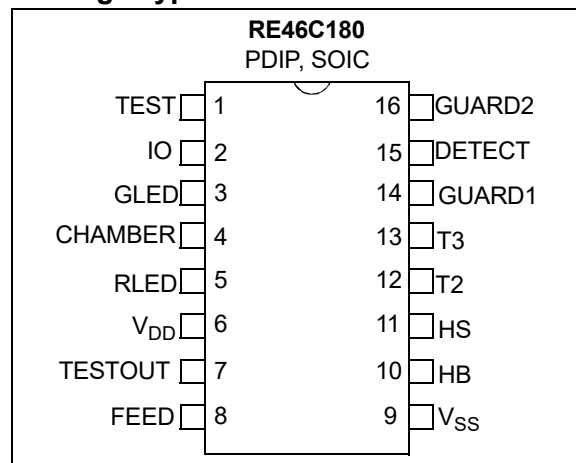 RE46C180
PDIP, SOIC
TEST 1 16 GUARD2
IO 2 15 DETECT
GLED 3 14 GUARD1
CHAMBER 4 13 T3
RLED 5 12 T2
VDD 6 11 HS
TESTOUT 7 10 HB
FEED 8 9 VSS